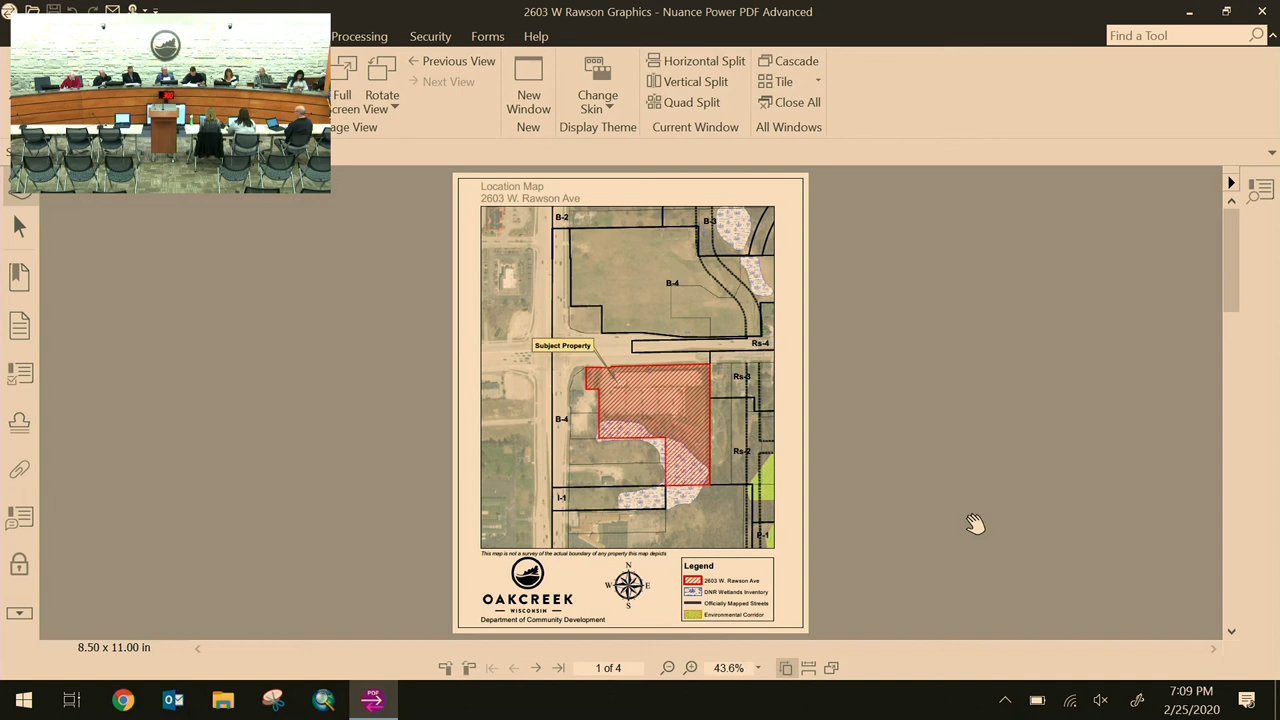 2603 W Rawson Graphics - Nuance Power PDF Advanced
Processing Security Forms Help
Find a Tool
Previous View
Next View
Full
Rotate
View
New
Window
New
Change
Skin
Display Theme
Horizontal Split
Vertical Split
Quad Split
Current Window
Cascade
Tile
Close All
All Windows
Location Map
2603 W. Rawson Ave
B-2
B-3
B-4
Subject Property
Rs-4
Rs-3
B-4
Rs-2
I-1
P-1
This map is not a survey of the actual boundary of any property this map depicts
OAKCREEK
WISCONSIN
Department of Community Development
N
W E
S
Legend
2603 W. Rawson Ave
DNR Wetlands Inventory
Officially Mapped Streets
Environmental Corridor
8.50 x 11.00 in
1 of 4
43.6%
PDF
7:09 PM
2/25/2020